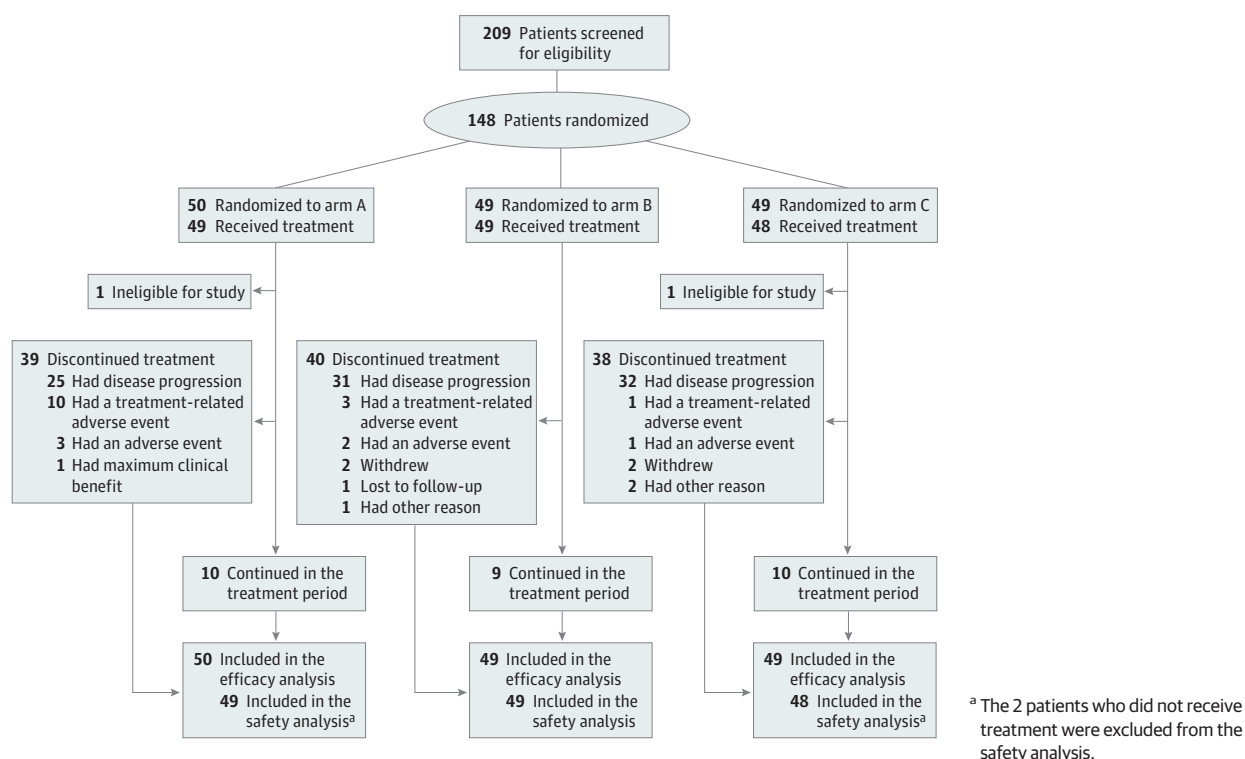 209 Patients screened
for eligibility
148 Patients randomized
50 Randomized to arm A
49 Received treatment
49 Randomized to arm B
49 Received treatment
49 Randomized to arm C
48 Received treatment
1 Ineligible for study
1 Ineligible for study
39 Discontinued treatment
25 Had disease progression
10 Had a treatment-related
adverse event
3 Had an adverse event
1 Had maximum clinical
benefit
40 Discontinued treatment
31 Had disease progression
3 Had a treatment-related
adverse event
2 Had an adverse event
2 Withdrew
1 Lost to follow-up
1 Had other reason
38 Discontinued treatment
32 Had disease progression
1 Had a treament-related
adverse event
1 Had an adverse event
2 Withdrew
2 Had other reason
10 Continued in the
treatment period
9 Continued in the
treatment period
10 Continued in the
treatment period
50 Included in the
efficacy analysis
49 Included in the
safety analysisa
49 Included in the
efficacy analysis
49 Included in the
safety analysis
49 Included in the
efficacy analysis
48 Included in the
safety analysisa
a The 2 patients who did not receive
treatment were excluded from the
safety analysis.